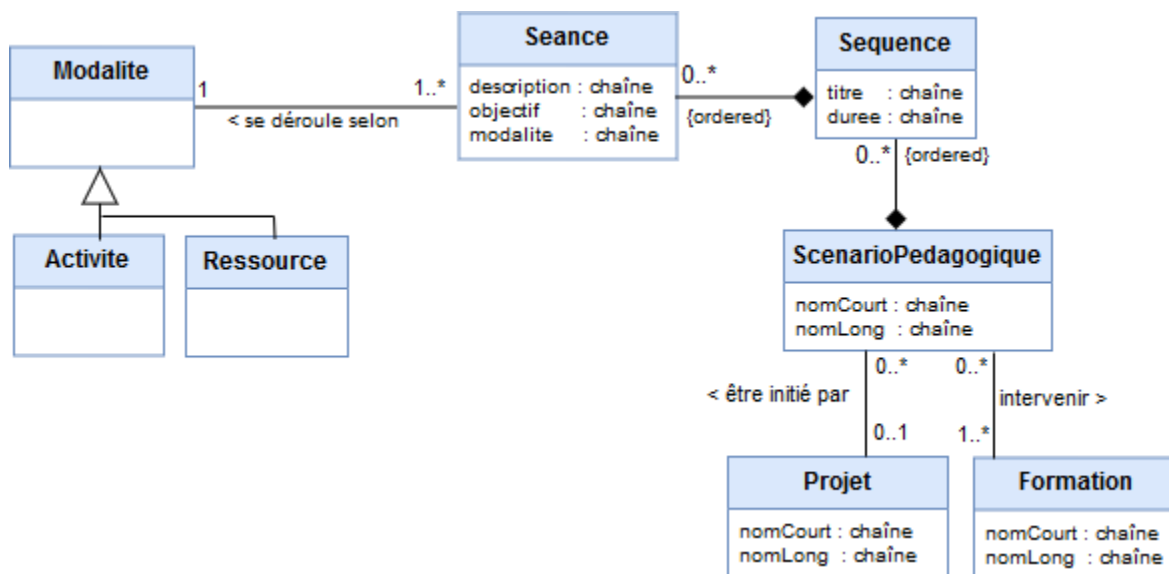 Modalite
1
1..*
< se déroule selon
Seance
description : chaîne
objectif : chaîne
modalite : chaîne
0..*
{ordered}
Sequence
titre : chaîne
duree : chaîne
0..*
{ordered}
Activite
Ressource
ScenarioPedagogique
nomCourt : chaîne
nomLong : chaîne
0..*
0..*
< être initié par
intervenir >
0..1
1..*
Projet
nomCourt : chaîne
nomLong : chaîne
Formation
nomCourt : chaîne
nomLong : chaîne